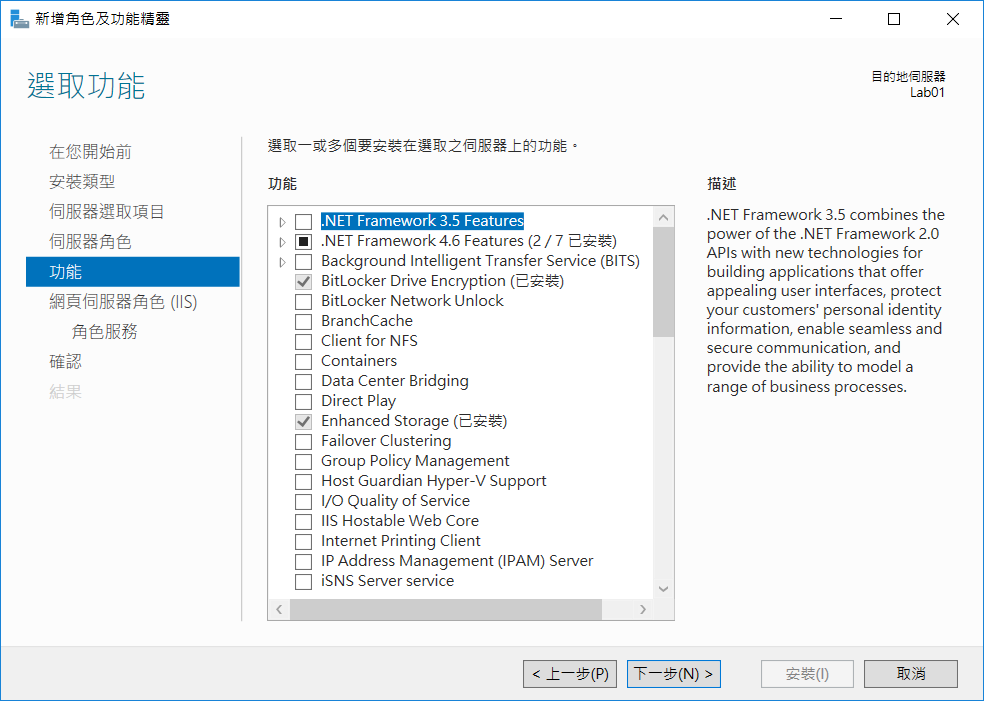 新增角色及功能精靈
選取功能
目的地伺服器
Lab01
在您開始前
安裝類型
伺服器選取項目
伺服器角色
功能
網頁伺服器角色 (IIS)
角色服務
確認
結果
選取一或多個要安裝在選取之伺服器上的功能。
功能
.NET Framework 3.5 Features
.NET Framework 4.6 Features (2 / 7 已安裝)
Background Intelligent Transfer Service (BITS)
BitLocker Drive Encryption (已安裝)
BitLocker Network Unlock
BranchCache
Client for NFS
Containers
Data Center Bridging
Direct Play
Enhanced Storage (已安裝)
Failover Clustering
Group Policy Management
Host Guardian Hyper-V Support
I/O Quality of Service
IIS Hostable Web Core
Internet Printing Client
IP Address Management (IPAM) Server
iSNS Server service
描述
.NET Framework 3.5 combines the
power of the .NET Framework 2.0
APIs with new technologies for
building applications that offer
appealing user interfaces, protect
your customers' personal identity
information, enable seamless and
secure communication, and
provide the ability to model a
range of business processes.
< 上一步(P)
下一步(N) >
安裝(I)
取消